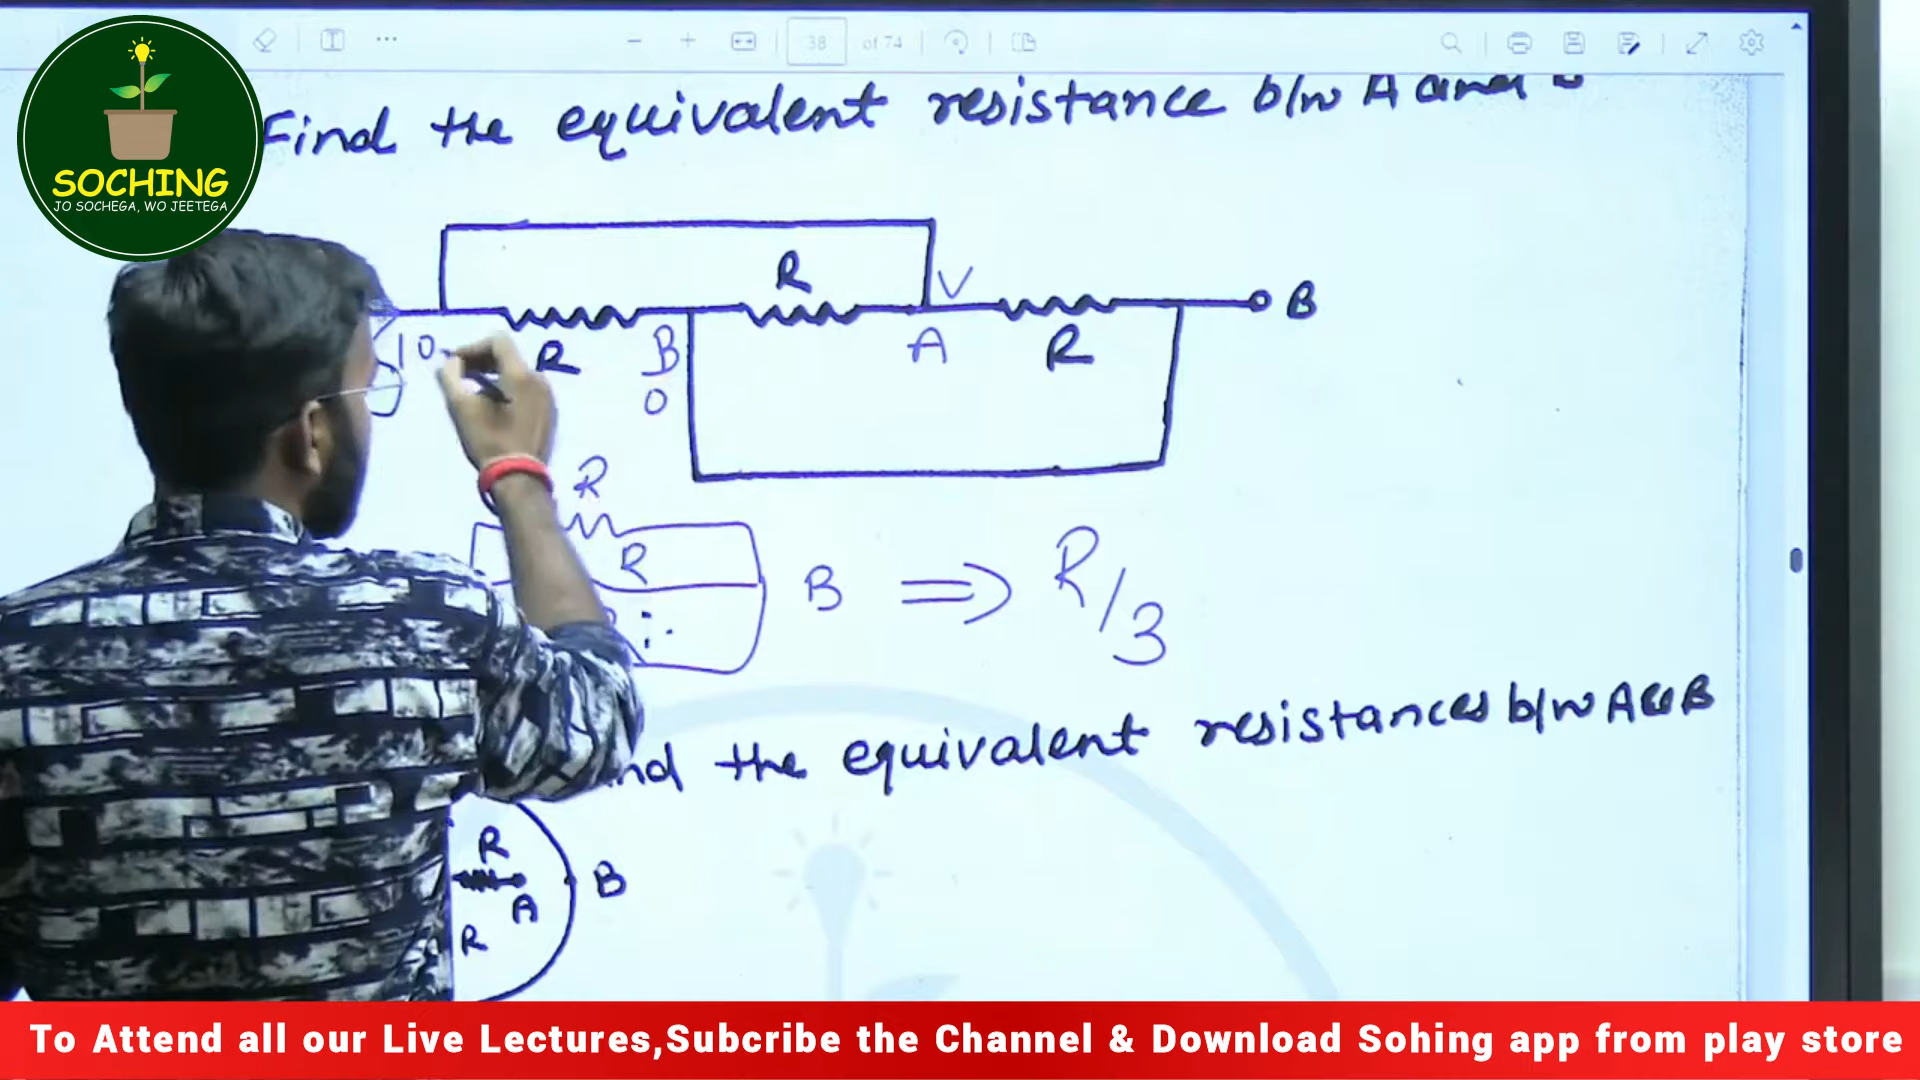 38 of 74
SOCHING
JO SOCHEGA, WO JEETEGA
Find the equivalent resistance b/w A and
R
V
B
10
R
B
A
R
0
R
R
B ⇒ R/3
nd the equivalent resistances b/w A & B
R
B
A
R
To Attend all our Live Lectures,Subcribe the Channel & Download Sohing app from play store